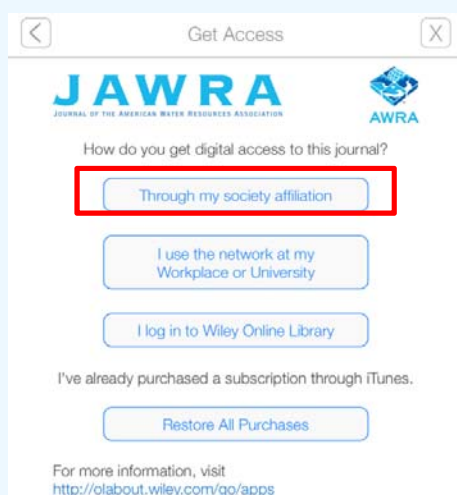 Get Access
X
JAWRA
JOURNAL OF THE AMERICAN WATER RESOURCES ASSOCIATION
AWRA
How do you get digital access to this journal?
Through my society affiliation
I use the network at my
Workplace or University
I log in to Wiley Online Library
I've already purchased a subscription through iTunes.
Restore All Purchases
For more information, visit
http://olabout.wiley.com/go/apps